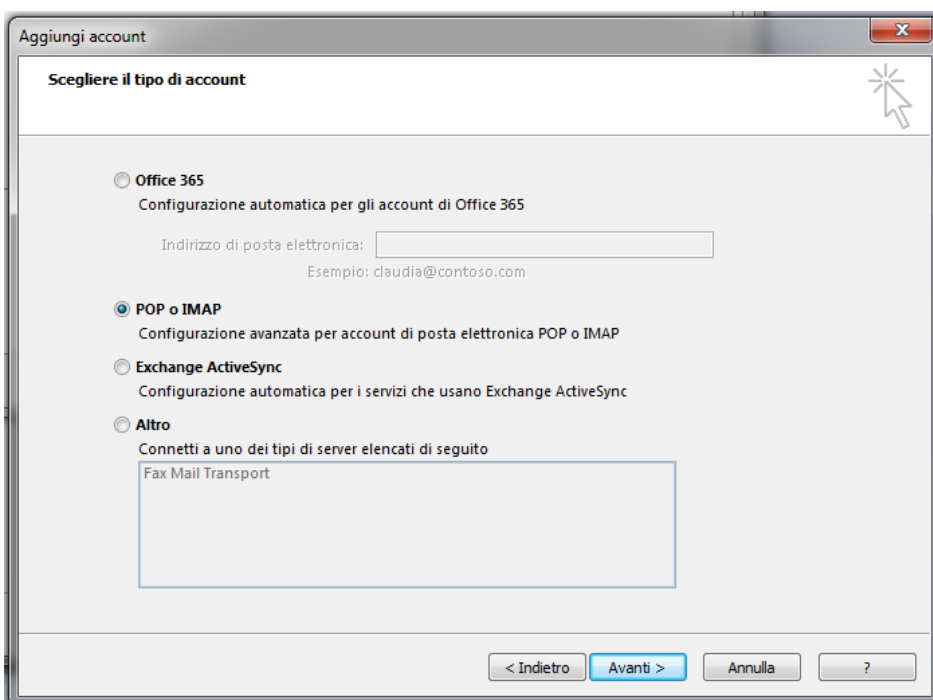 Aggiungi account
Scegliere il tipo di account
Office 365
Configurazione automatica per gli account di Office 365
Indirizzo di posta elettronica:
Esempio: claudia@contoso.com
POP o IMAP
Configurazione avanzata per account di posta elettronica POP o IMAP
Exchange ActiveSync
Configurazione automatica per i servizi che usano Exchange ActiveSync
Altro
Connetti a uno dei tipi di server elencati di seguito
Fax Mail Transport
< Indietro Avanti > Annulla ?